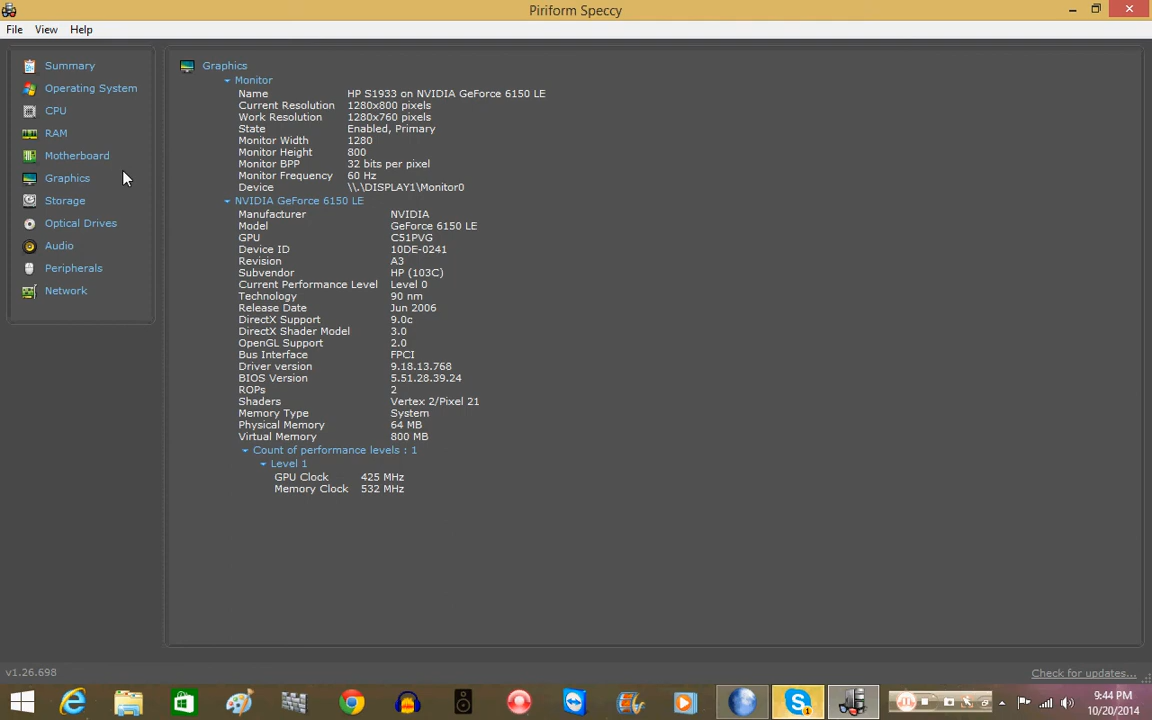 Piriform Speccy
File View Help
Summary
Operating System
CPU
RAM
Motherboard
Graphics
Storage
Optical Drives
Audio
Peripherals
Network
Graphics
Monitor
Name HP S1933 on NVIDIA GeForce 6150 LE
Current Resolution 1280x800 pixels
Work Resolution 1280x760 pixels
State Enabled, Primary
Monitor Width 1280
Monitor Height 800
Monitor BPP 32 bits per pixel
Monitor Frequency 60 Hz
Device \\.\DISPLAY1\Monitor0
NVIDIA GeForce 6150 LE
Manufacturer NVIDIA
Model GeForce 6150 LE
GPU C51PVG
Device ID 10DE-0241
Revision A3
Subvendor HP (103C)
Current Performance Level Level 0
Technology 90 nm
Release Date Jun 2006
DirectX Support 9.0c
DirectX Shader Model 3.0
OpenGL Support 2.0
Bus Interface FPCI
Driver version 9.18.13.768
BIOS Version 5.51.28.39.24
ROPs 2
Shaders Vertex 2/Pixel 21
Memory Type System
Physical Memory 64 MB
Virtual Memory 800 MB
Count of performance levels : 1
Level 1
GPU Clock 425 MHz
Memory Clock 532 MHz
v1.26.698
Check for updates...
9:44 PM
10/20/2014